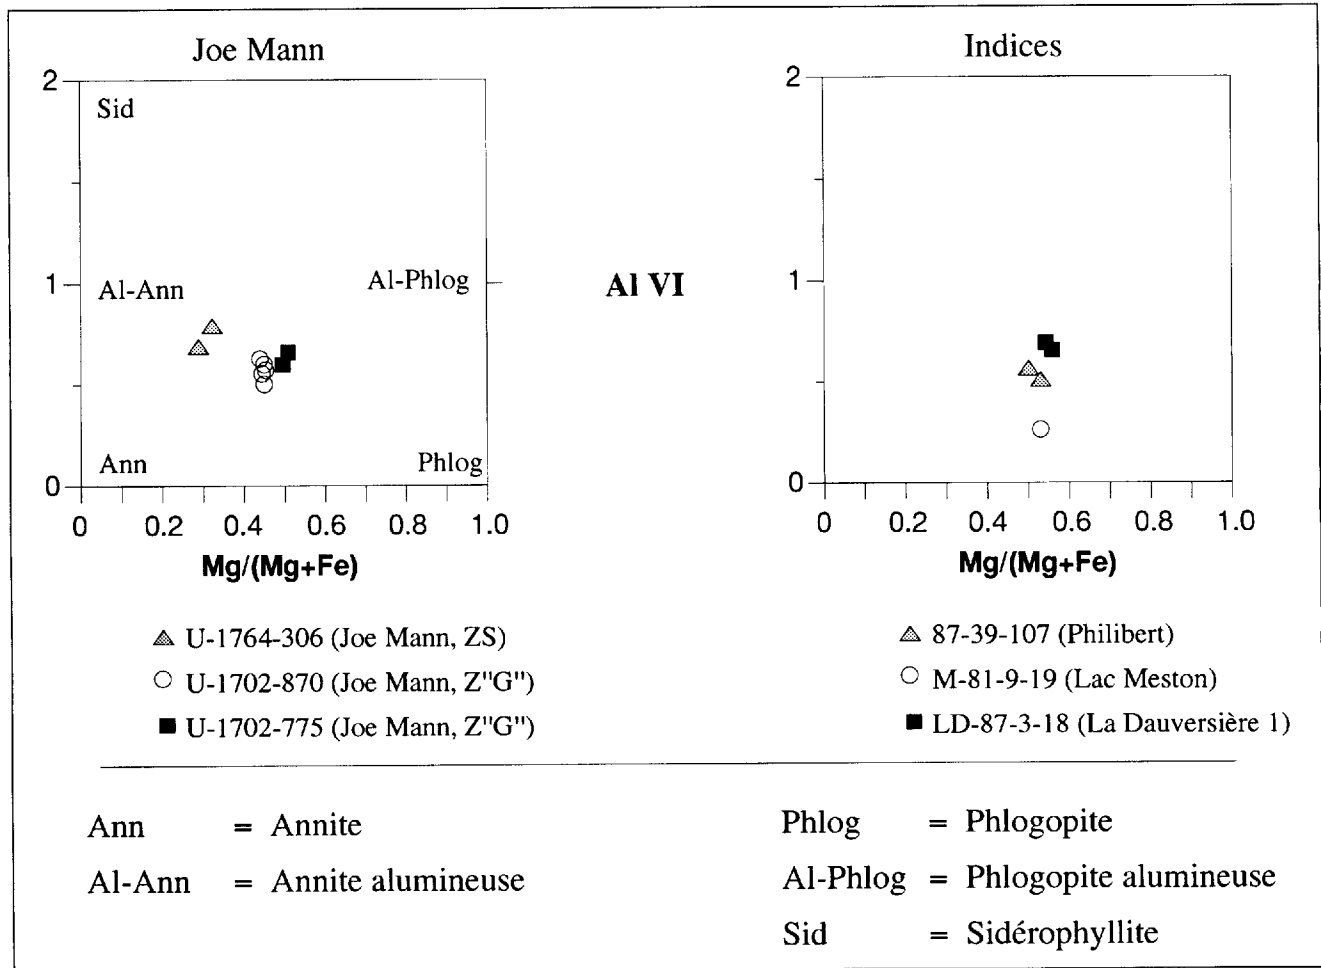 Joe Mann
Indices
2
Sid
1
Al-Ann
Al-Phlog
Ann
Phlog
0
0 0.2 0.4 0.6 0.8 1.0
Mg/(Mg+Fe)
Al VI
2
1
0
0 0.2 0.4 0.6 0.8 1.0
Mg/(Mg+Fe)
U-1764-306 (Joe Mann, ZS)
U-1702-870 (Joe Mann, Z"G")
U-1702-775 (Joe Mann, Z"G")
87-39-107 (Philibert)
M-81-9-19 (Lac Meston)
LD-87-3-18 (La Dauversière 1)
Ann = Annite
Al-Ann = Annite alumineuse
Phlog = Phlogopite
Al-Phlog = Phlogopite alumineuse
Sid = Sidérophyllite